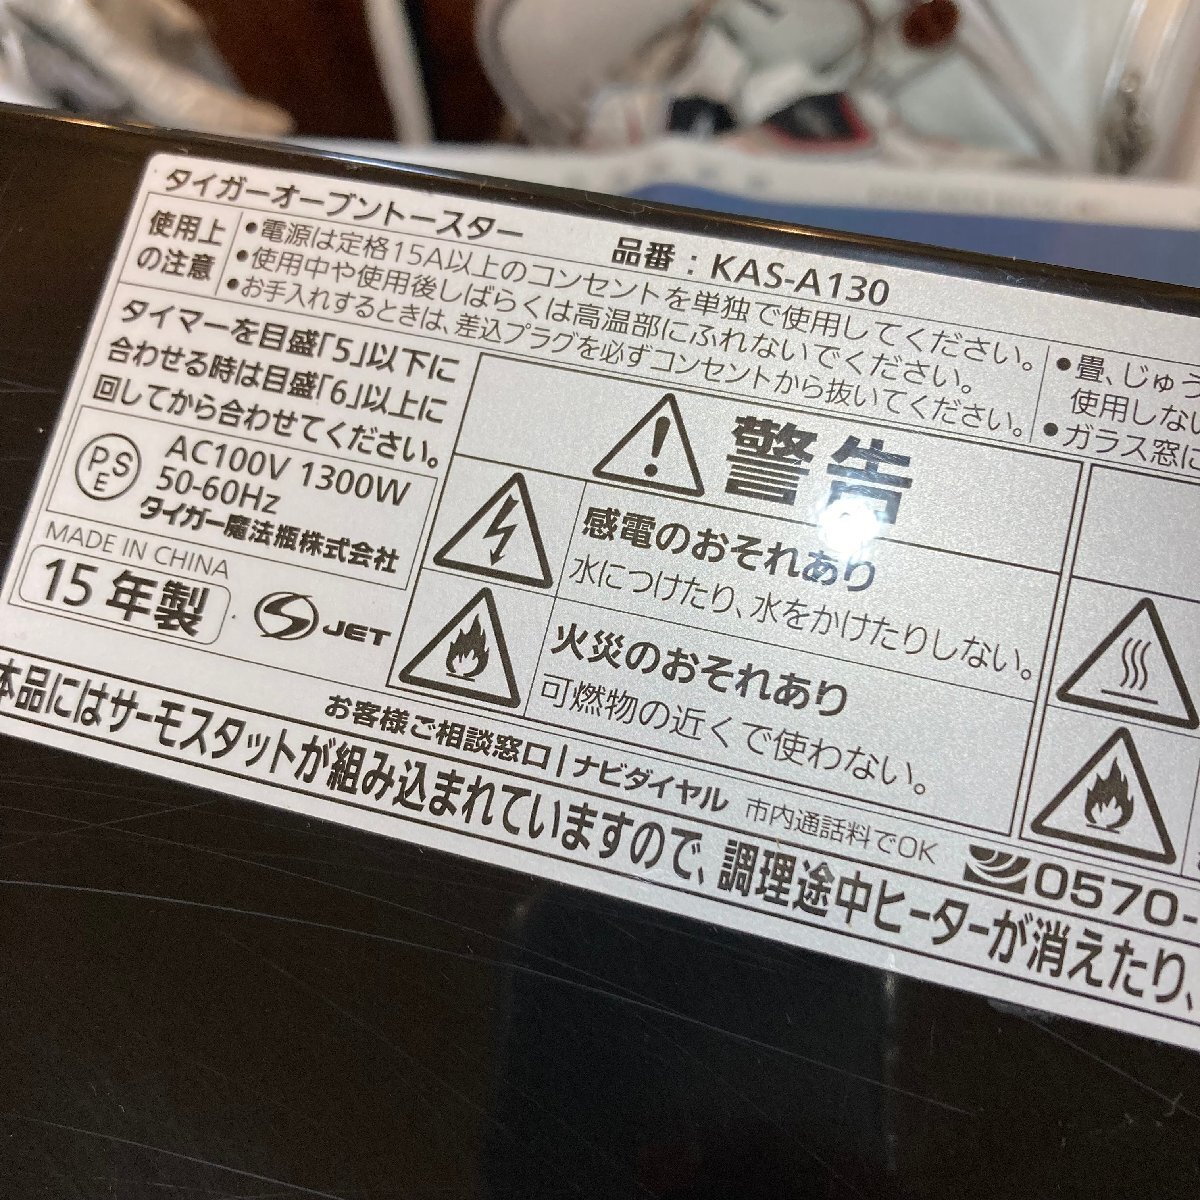 タイガーオーブントースター 品番：KAS-A130
使用上
の注意
•電源は定格15A以上のコンセントを単独で使用してください。
•使用中や使用後しばらくは高温部にふれないでください。
•お手入れするときは、差込プラグを必ずコンセントから抜いてください。
•畳、じゅう
使用しな
•ガラス窓に
タイマーを目盛「5」以下に
合わせる時は目盛「6」以上に
回してから合わせてください。
PSE
AC100V 1300W
50-60Hz
タイガー魔法瓶株式会社
MADE IN CHINA
15年製
S JET
警告
感電のおそれあり
水につけたり、水をかけたりしない。
火災のおそれあり
可燃物の近くで使わない。
お客様ご相談窓口|ナビダイヤル 市内通話料でOK 0570-
本品にはサーモスタットが組み込まれていますので、調理途中ヒーターが消えたり、